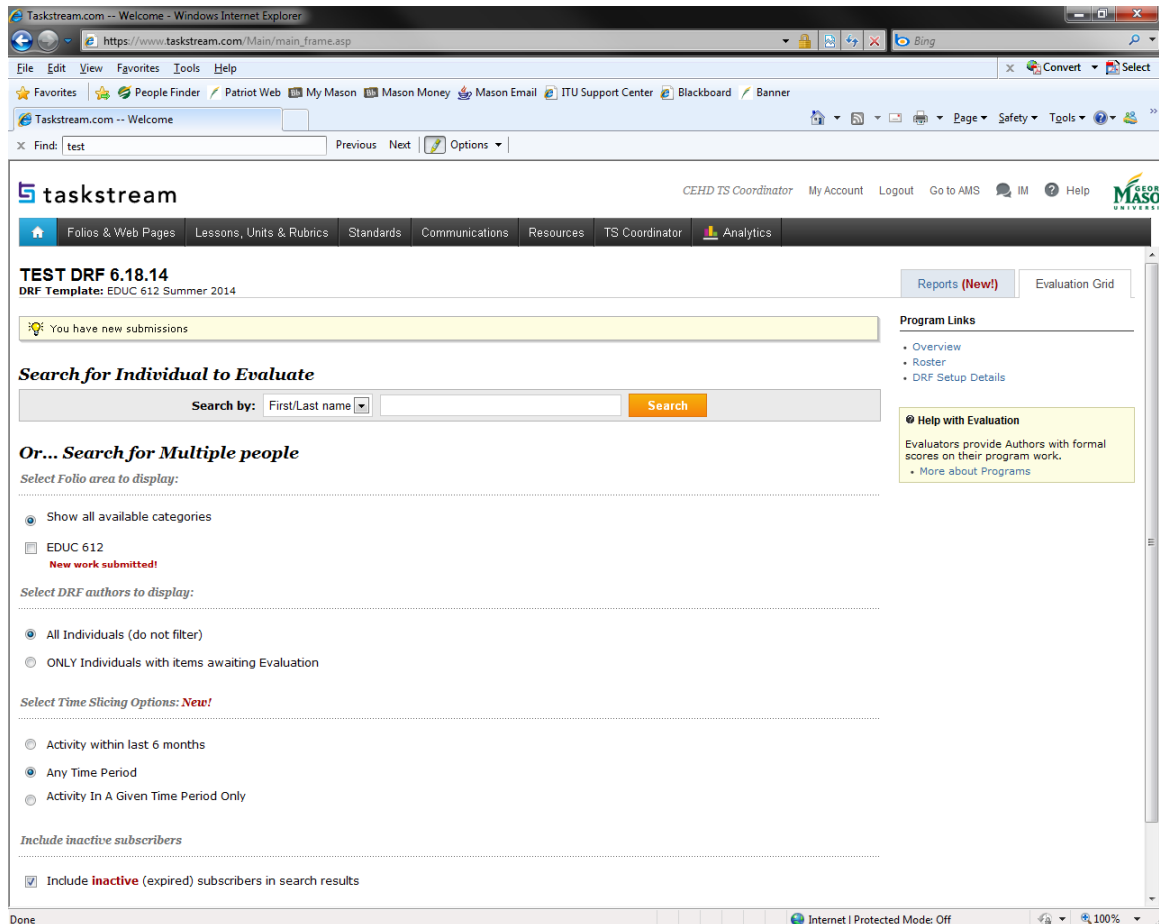 Taskstream.com -- Welcome - Windows Internet Explorer
https://www.taskstream.com/Main/main_frame.asp
Bing
File Edit View Favorites Tools Help
x Convert Select
Favorites People Finder Patriot Web My Mason Mason Money Mason Email ITU Support Center Blackboard Banner
Taskstream.com -- Welcome
Page Safety Tools
x Find: test Previous Next Options
taskstream
CEHD TS Coordinator My Account Logout Go to AMS IM Help
GEOR
MASO
UNIVERSI
Folios & Web Pages Lessons, Units & Rubrics Standards Communications Resources TS Coordinator Analytics
TEST DRF 6.18.14
DRF Template: EDUC 612 Summer 2014
Reports (New!) Evaluation Grid
You have new submissions
Program Links
• Overview
• Roster
• DRF Setup Details
Search for Individual to Evaluate
Search by: First/Last name Search
Help with Evaluation
Evaluators provide Authors with formal
scores on their program work.
• More about Programs
Or... Search for Multiple people
Select Folio area to display:
Show all available categories
EDUC 612
New work submitted!
Select DRF authors to display:
All Individuals (do not filter)
ONLY Individuals with items awaiting Evaluation
Select Time Slicing Options: New!
Activity within last 6 months
Any Time Period
Activity In A Given Time Period Only
Include inactive subscribers
Include inactive (expired) subscribers in search results
Done
Internet | Protected Mode: Off
100%